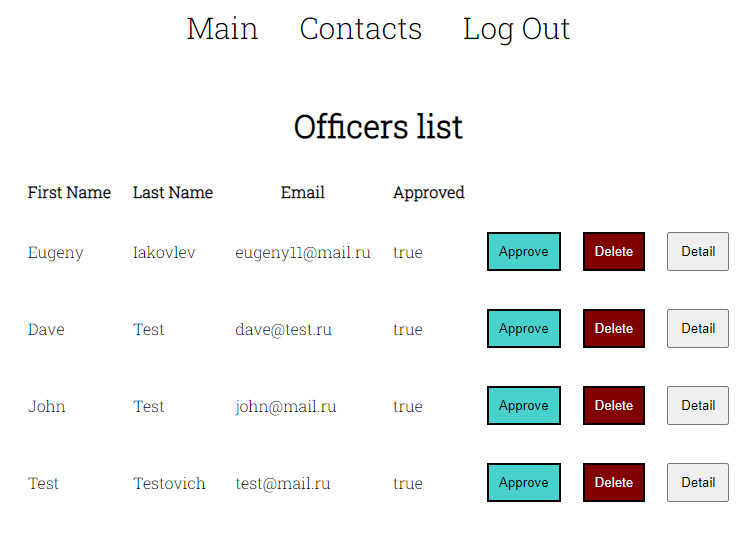 Main Contacts Log Out
Officers list
First Name Last Name Email Approved
Eugeny Iakovlev eugeny11@mail.ru true Approve Delete Detail
Dave Test dave@test.ru true Approve Delete Detail
John Test john@mail.ru true Approve Delete Detail
Test Testovich test@mail.ru true Approve Delete Detail